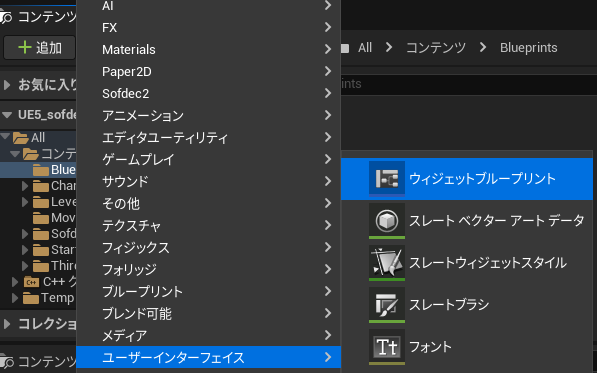 コンテンツ
AI
FX
追加
Materials
All > コンテンツ > Blueprints
Paper2D
お気に入り
Sofdec2
UE5_sofde
アニメーション
All
エディタユーティリティ
コンテ
ゲームプレイ
Blue
サウンド
ウィジェットブループリント
Char
その他
Leve
テクスチャ
スレート ベクター アート データ
Mov
フィジックス
Sofd
フォリッジ
スレートウィジェットスタイル
Star
ブループリント
Third
ブレンド可能
スレートブラシ
C++ ク
Temp
メディア
コレクショ
ユーザーインターフェイス
フォント
コンテンツ